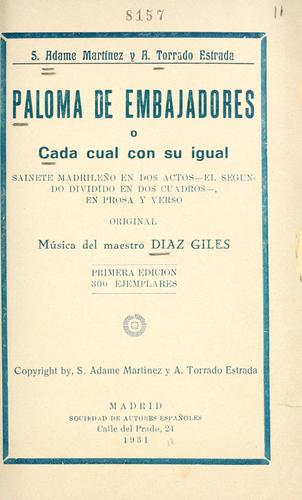 8157
11
S. Adame Martínez y A. Torrado Estrada
PALOMA DE EMBAJADORES
o
Cada cual con su igual
SAINETE MADRILEÑO EN DOS ACTOS—EL SEGUN-
DO DIVIDIDO EN DOS CUADROS—,
EN PROSA Y VERSO
ORIGINAL
Música del maestro DIAZ GILES
PRIMERA EDICION
300 EJEMPLARES
Copyright by, S. Adame Martinez y A. Torrado Estrada
MADRID
SOCIEDAD DE AUTORES ESPAÑOLES
Calle del Prado, 24
1931